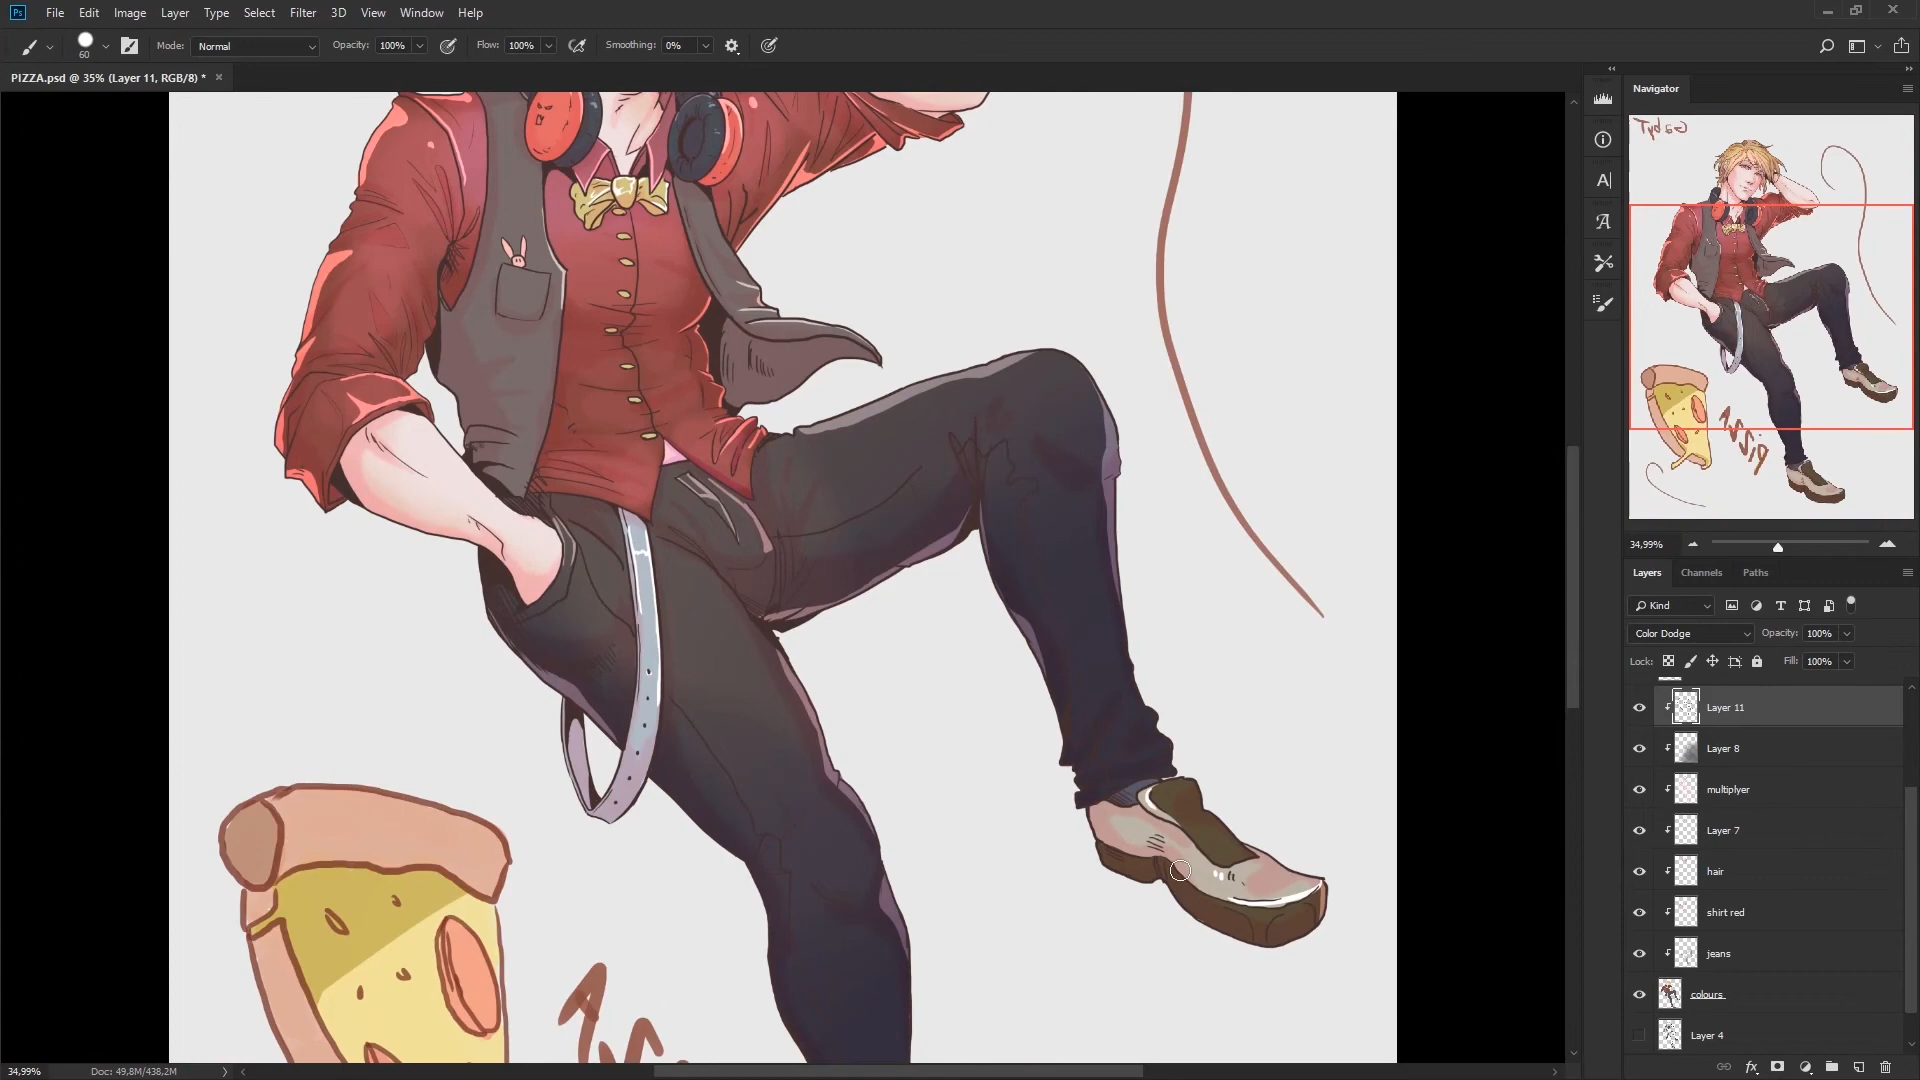 Ps File Edit Image Layer Type Select Filter 3D View Window Help
60 Mode: Normal Opacity: 100% Flow: 100% Smoothing: 0%
PIZZA.psd @ 35% (Layer 11, RGB/8) * ×
Navigator
34,99%
Layers Channels Paths
Kind
Color Dodge Opacity: 100%
Lock: Fill: 100%
Layer 11
Layer 8
multiplyer
Layer 7
hair
shirt red
jeans
colours
Layer 4
34,99% Doc: 49,8M/438,2M